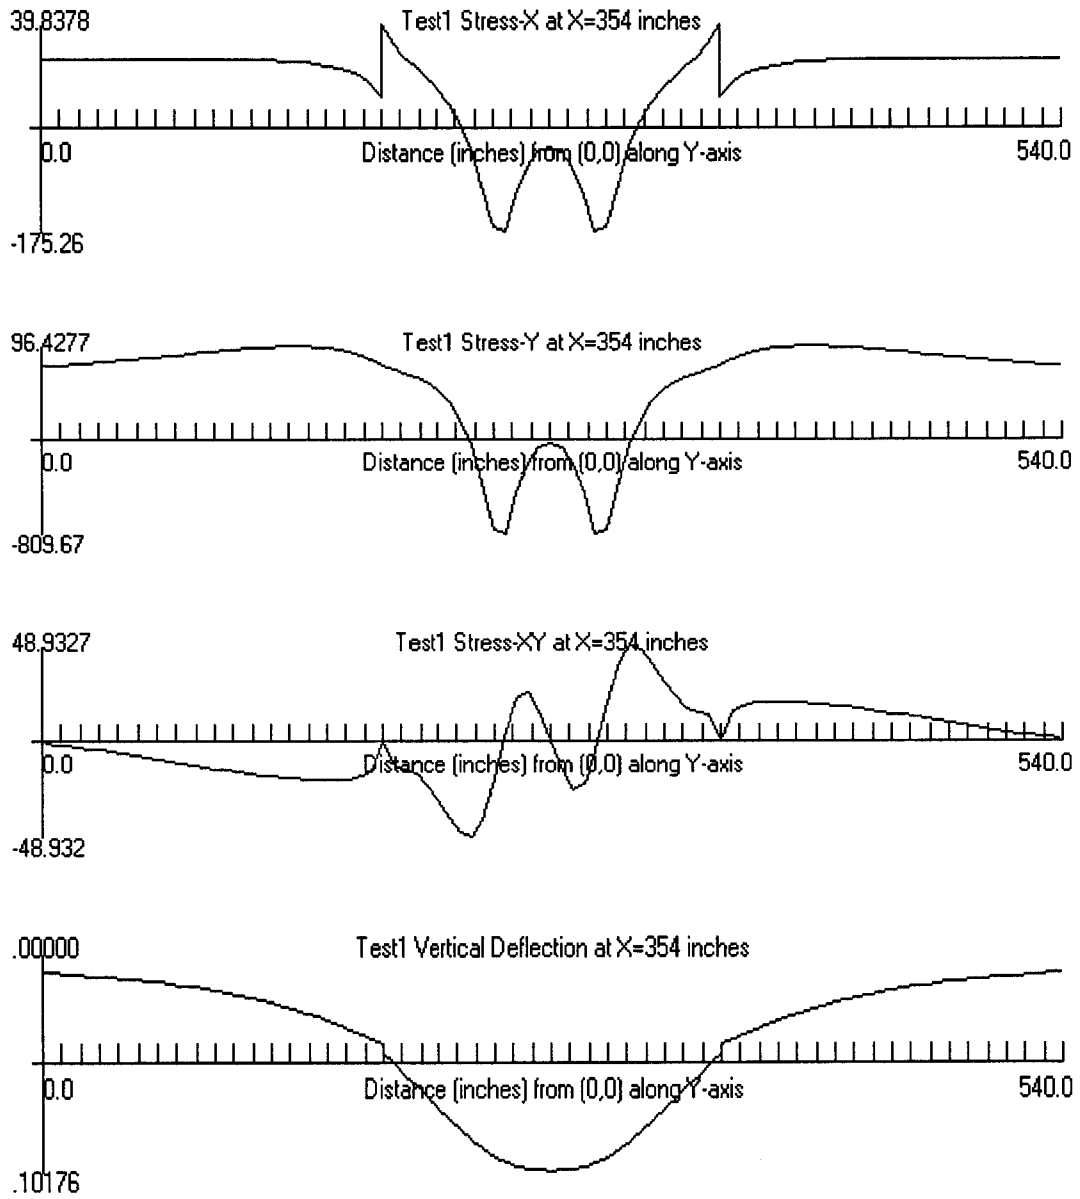 39.8378
Test1 Stress-X at X=354 inches
0.0
Distance (inches) from (0,0) along Y-axis
540.0
-175.26
96.4277
Test1 Stress-Y at X=354 inches
0.0
Distance (inches) from (0,0) along Y-axis
540.0
-809.67
48.9327
Test1 Stress-XY at X=354 inches
0.0
Distance (inches) from (0,0) along Y-axis
540.0
-48.932
.00000
Test1 Vertical Deflection at X=354 inches
0.0
Distance (inches) from (0,0) along Y-axis
540.0
.10176